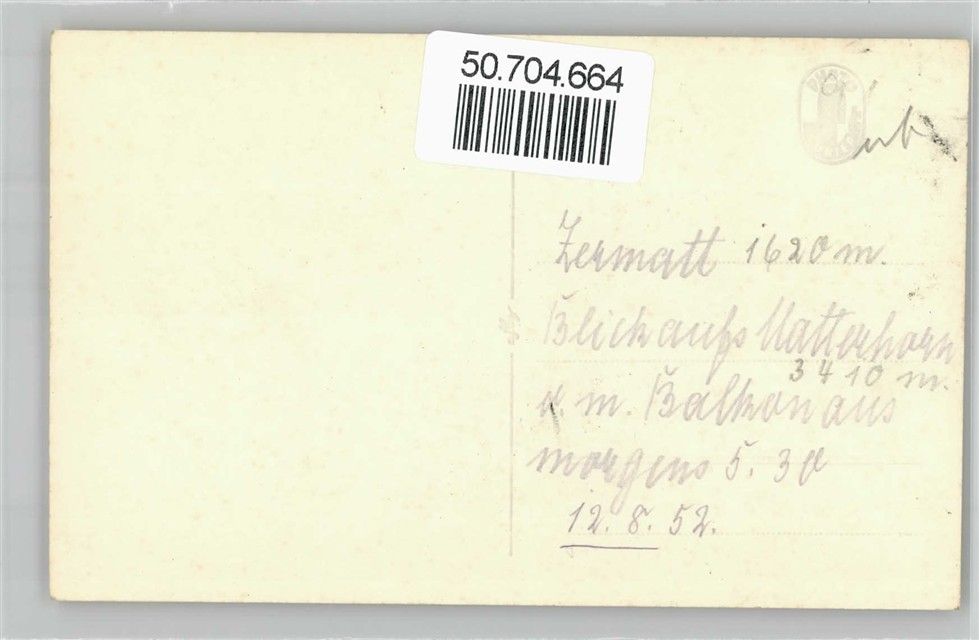 50.704.664
Zermatt 1620 m.
Blick aufs Matterhorn
3410 m.
v. m. Balkon aus
morgens 5.30
12. 8. 52.